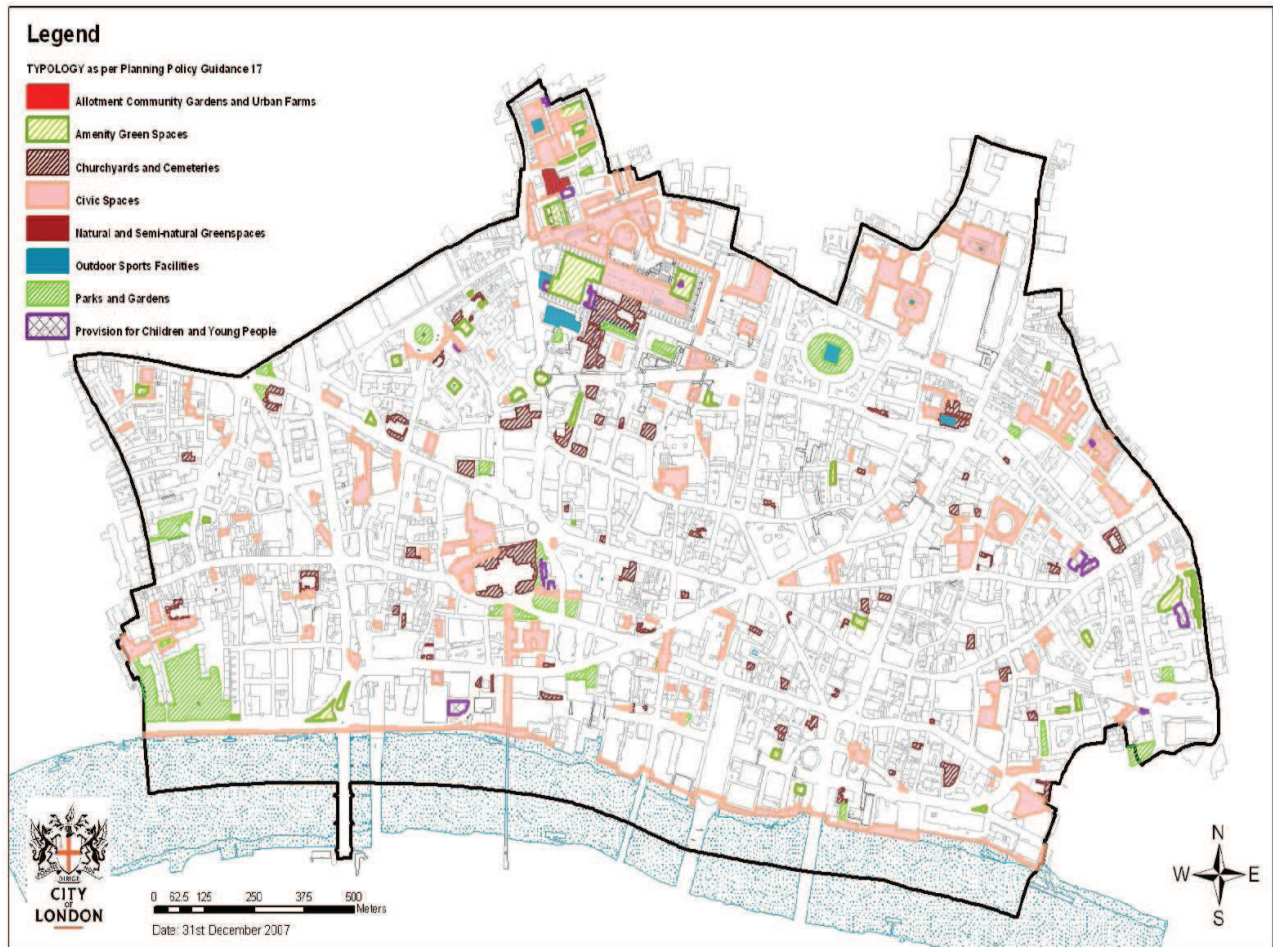 Legend
TYPOLOGY as per Planning Policy Guidance 17
Allotment Community Gardens and Urban Farms
Amenity Green Spaces
Churchyards and Cemeteries
Civic Spaces
Natural and Semi-natural Greenspaces
Outdoor Sports Facilities
Parks and Gardens
Provision for Children and Young People
N
W E
S
DIRIGE
CITY
OF
LONDON
0 62.5 125 250 375 500
Meters
Date: 31st December 2007